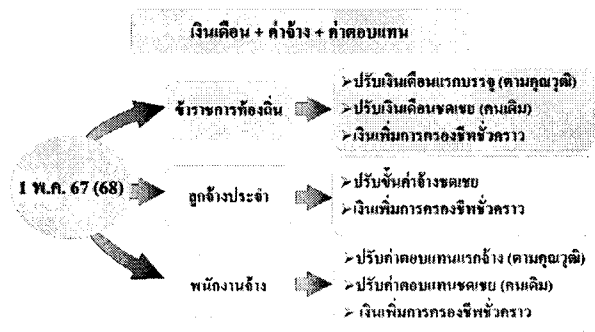 เงินเดือน + ค่าจ้าง + ค่าตอบแทน
1 พ.ค. 67 (68)
ข้าราชการท้องถิ่น
➢ปรับเงินเดือนแรกบรรจุ (ตามคุณวุฒิ)
➢ปรับเงินเดือนชดเชย (คนเดิม)
➢เงินเพิ่มการครองชีพชั่วคราว
ลูกจ้างประจำ
➢ปรับขั้นค่าจ้างชดเชย
➢เงินเพิ่มการครองชีพชั่วคราว
พนักงานจ้าง
➢ปรับค่าตอบแทนแรกจ้าง (ตามคุณวุฒิ)
➢ปรับค่าตอบแทนชดเชย (คนเดิม)
➢ เงินเพิ่มการครองชีพชั่วคราว